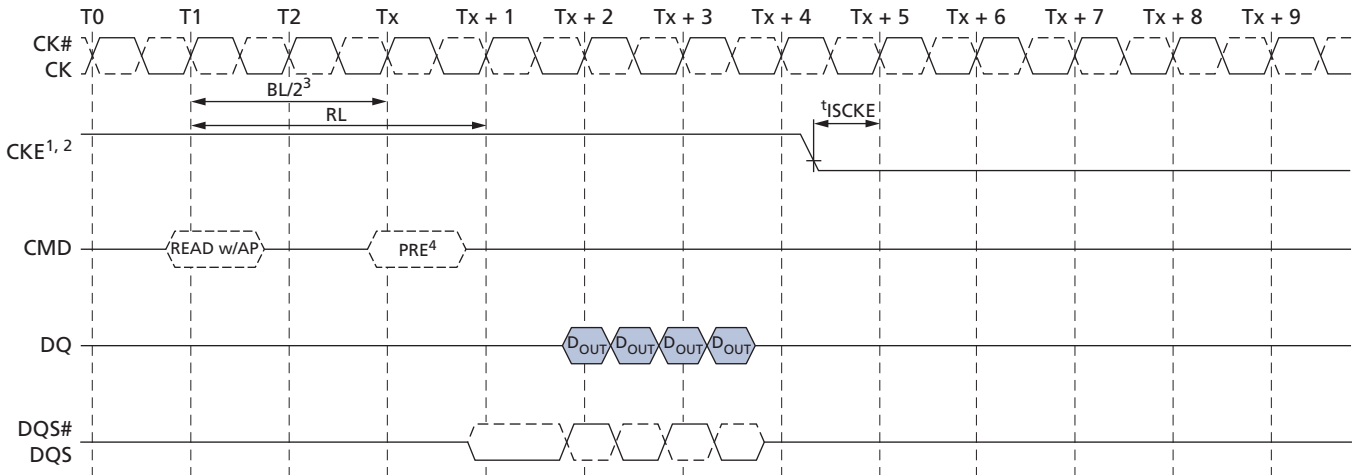 T0 T1 T2 Tx Tx + 1 Tx + 2 Tx + 3 Tx + 4 Tx + 5 Tx + 6 Tx + 7 Tx + 8 Tx + 9
CK#
CK
BL/2³
RL
tISCKE
CKE1, 2
CMD READ w/AP PRE⁴
DQ DOUT DOUT DOUT DOUT
DQS#
DQS